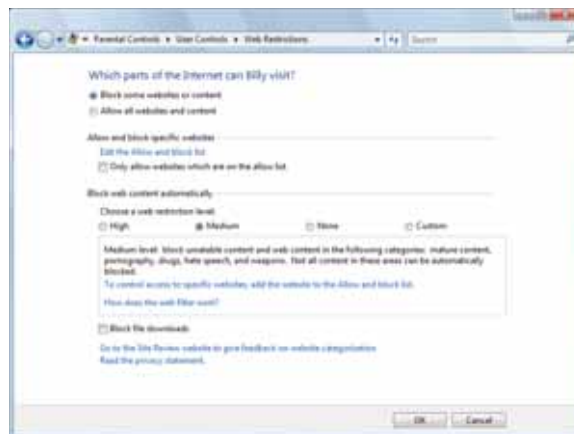 Parental Controls ▸ User Controls ▸ Web Restrictions
Search
Which parts of the Internet can Billy visit?
Block some websites or content
Allow all websites and content
Allow and block specific websites
Edit the Allow and block list
Only allow websites which are on the allow list
Block web content automatically
Choose a web restriction level:
High Medium None Custom
Medium level: block unratable content and web content in the following categories: mature content,
pornography, drugs, hate speech, and weapons. Not all content in these areas can be automatically
blocked.
To control access to specific websites, add the website to the Allow and block list.
How does the web filter work?
Block file downloads
Go to the Site Review website to give feedback on website categorization
Read the privacy statement.
OK Cancel